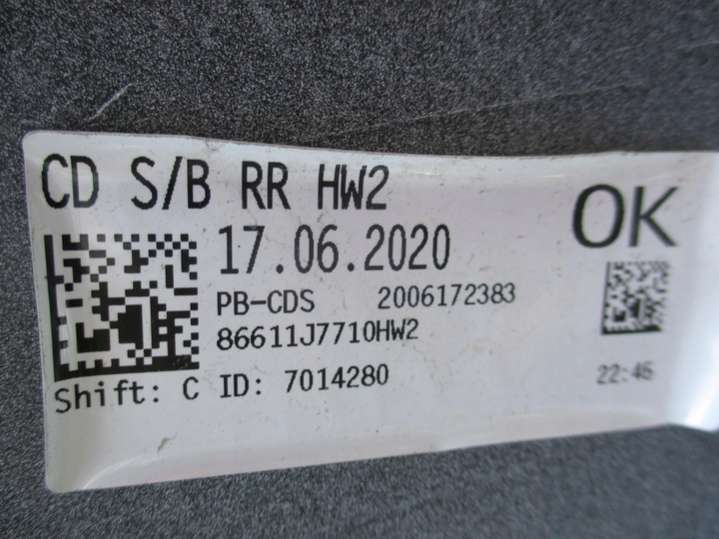 CD S/B RR HW2
OK
17.06.2020
PB-CDS 2006172383
86611J7710HW2
Shift: C ID: 7014280
22:46